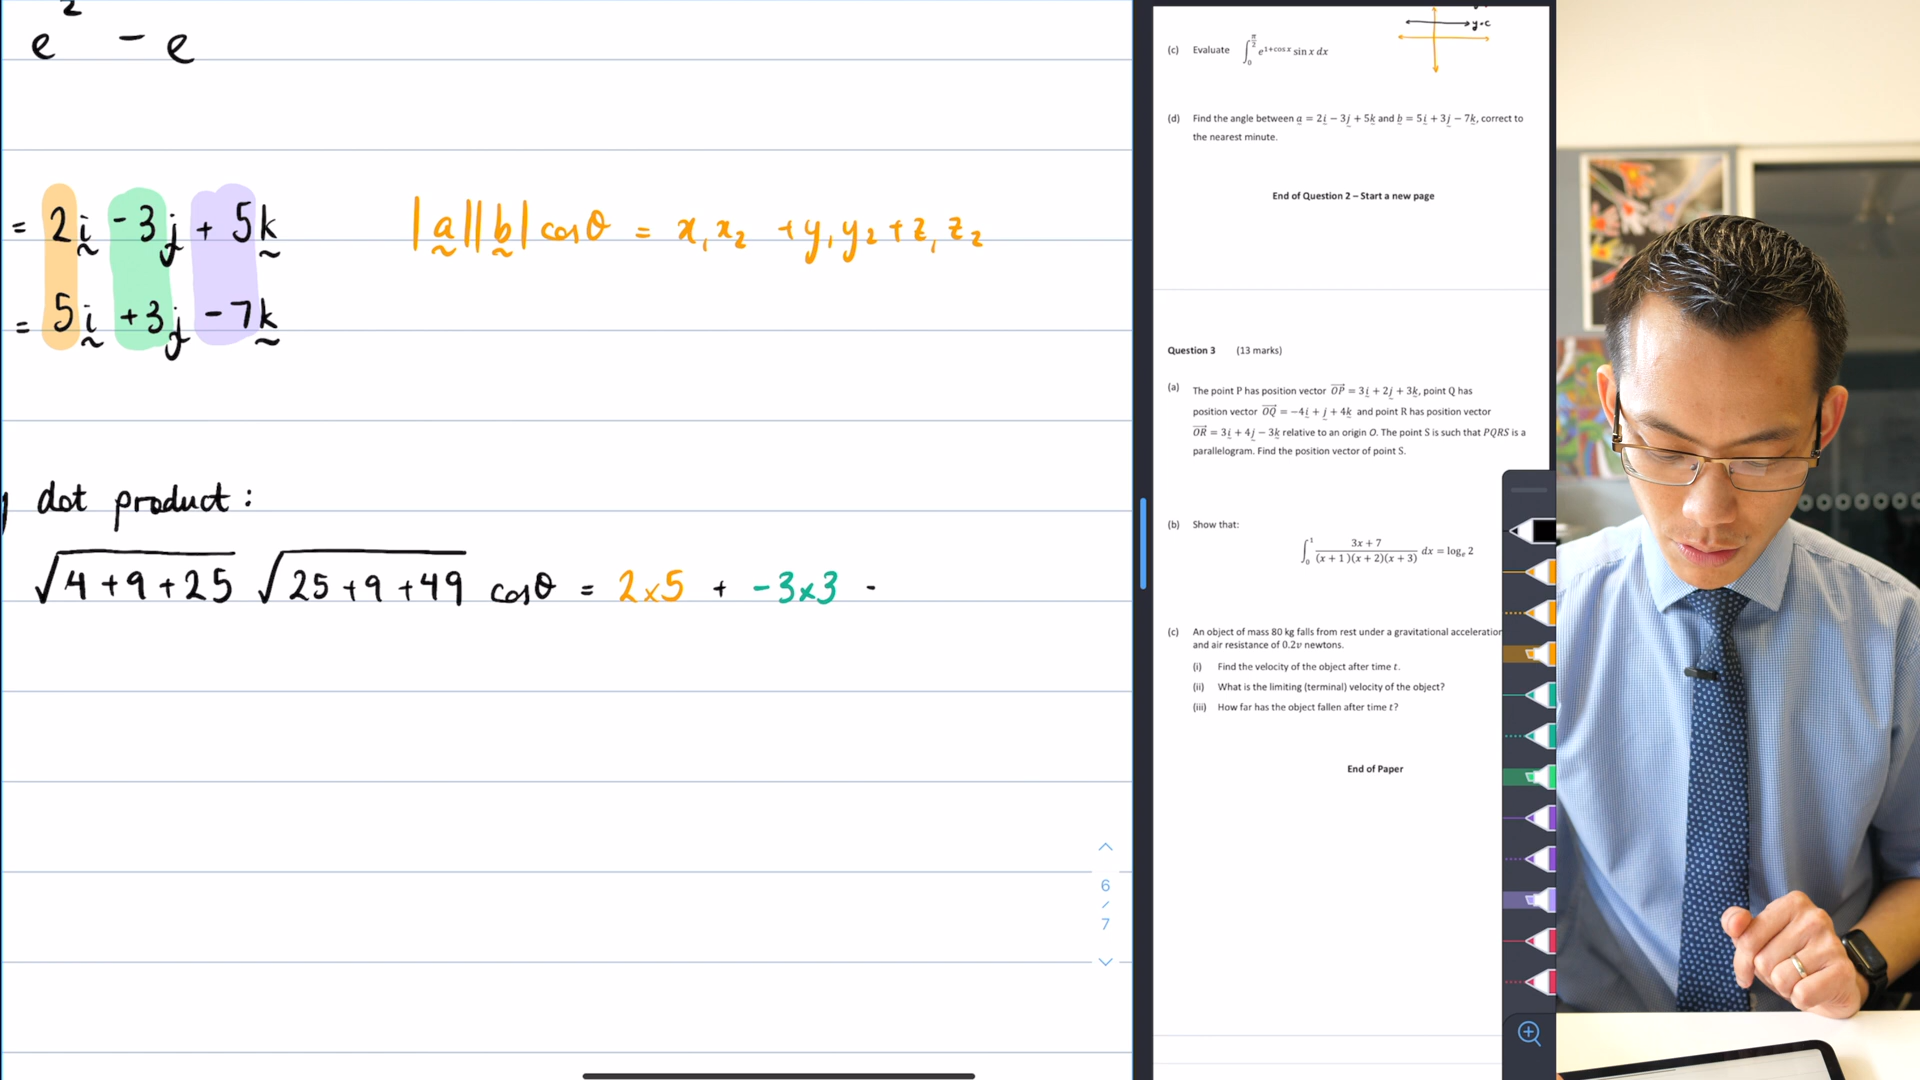 e² - e
= 2i - 3j + 5k
|a||b| cosθ = x₁x₂ + y₁y₂ + z₁z₂
= 5i + 3j - 7k
dot product :
√4+9+25 √25+9+49 cosθ = 2×5 + -3×3 -
6
/
7
y=c
(c) Evaluate ∫₀^(π/2) e^(1+cos x) sin x dx
(d) Find the angle between a = 2i − 3j + 5k and b = 5i + 3j − 7k, correct to
the nearest minute.
End of Question 2 – Start a new page
Question 3 (13 marks)
(a) The point P has position vector OP = 3i + 2j + 3k, point Q has
position vector OQ = −4i + j + 4k and point R has position vector
OR = 3i + 4j − 3k relative to an origin O. The point S is such that PQRS is a
parallelogram. Find the position vector of point S.
(b) Show that:
∫₀¹ (3x + 7)/((x + 1)(x + 2)(x + 3)) dx = logₑ 2
(c) An object of mass 80 kg falls from rest under a gravitational acceleration
and air resistance of 0.2v newtons.
(i) Find the velocity of the object after time t.
(ii) What is the limiting (terminal) velocity of the object?
(iii) How far has the object fallen after time t?
End of Paper